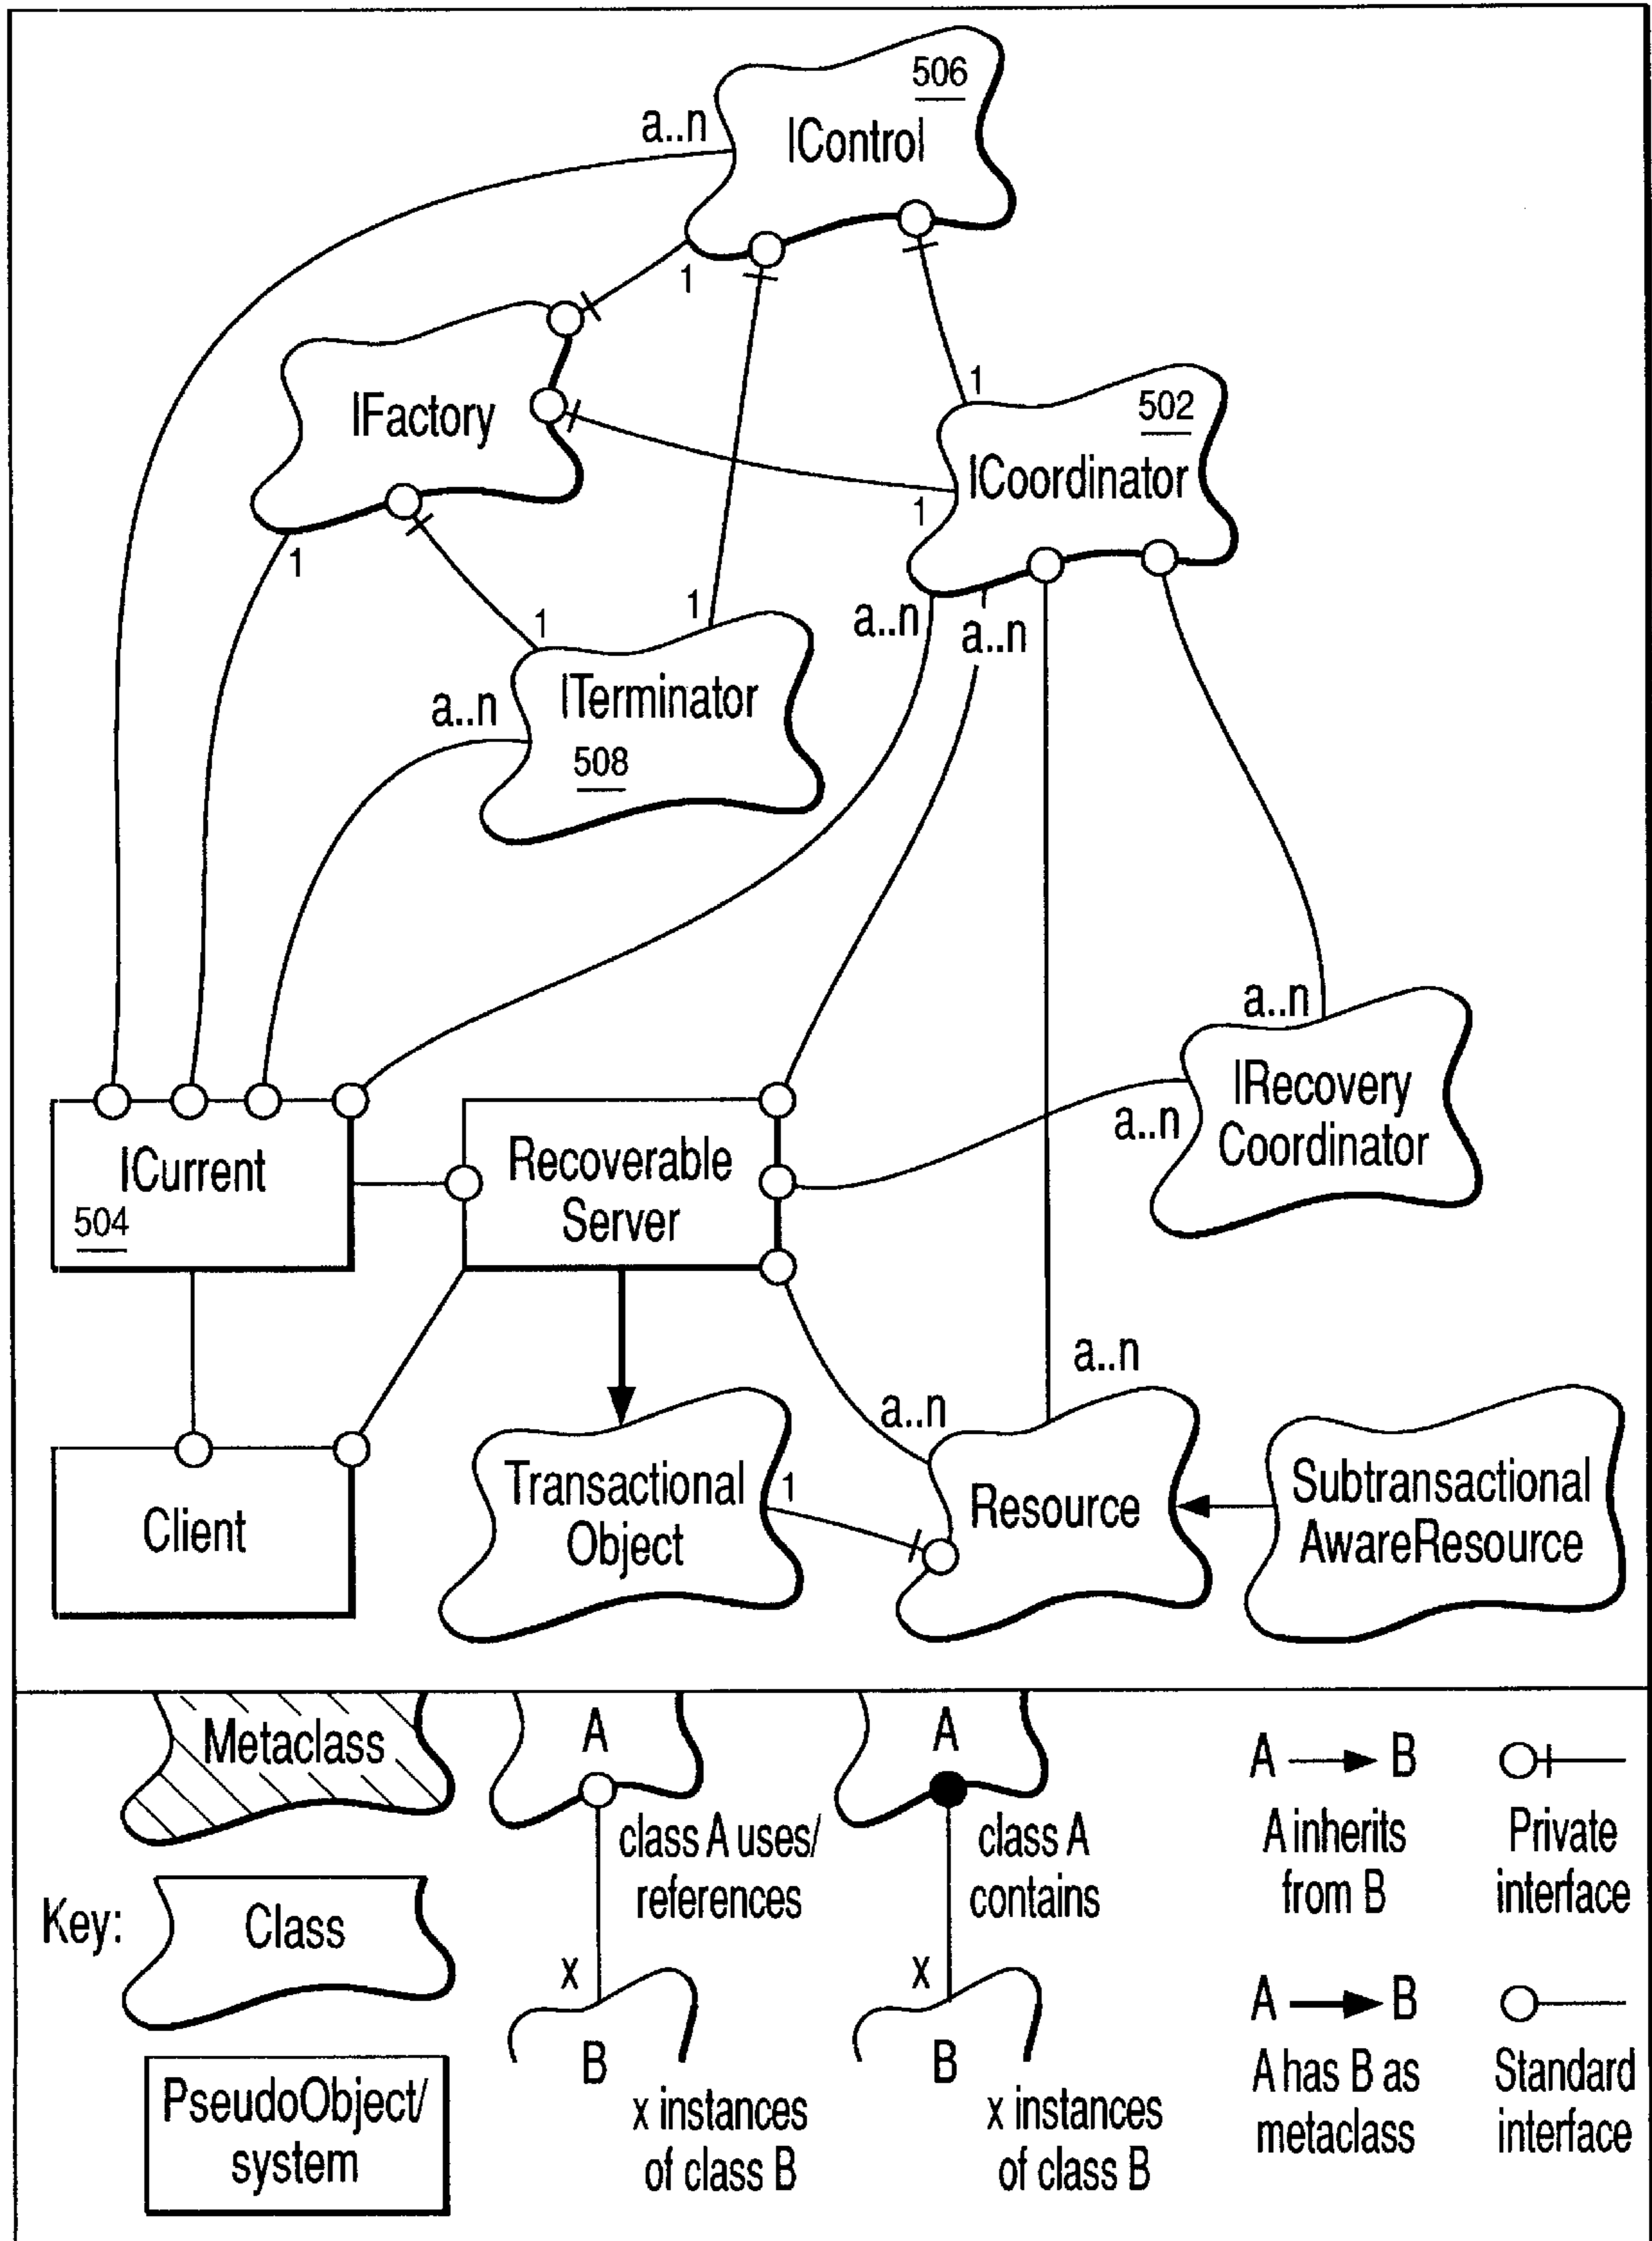 506
a..n
IControl
1
IFactory
1
502
ICoordinator
1
1
1
1
a..n
a..n
a..n
ITerminator
508
a..n
IRecovery
Coordinator
a..n
ICurrent
504
Recoverable
Server
a..n
a..n
Client
Transactional
Object
1
Resource
Subtransactional
AwareResource
Key:
Metaclass
Class
PseudoObject/
system
A
class A uses/
references
x
B
x instances
of class B
A
class A
contains
x
B
x instances
of class B
A B
A inherits
from B
Private
interface
A B
A has B as
metaclass
Standard
interface